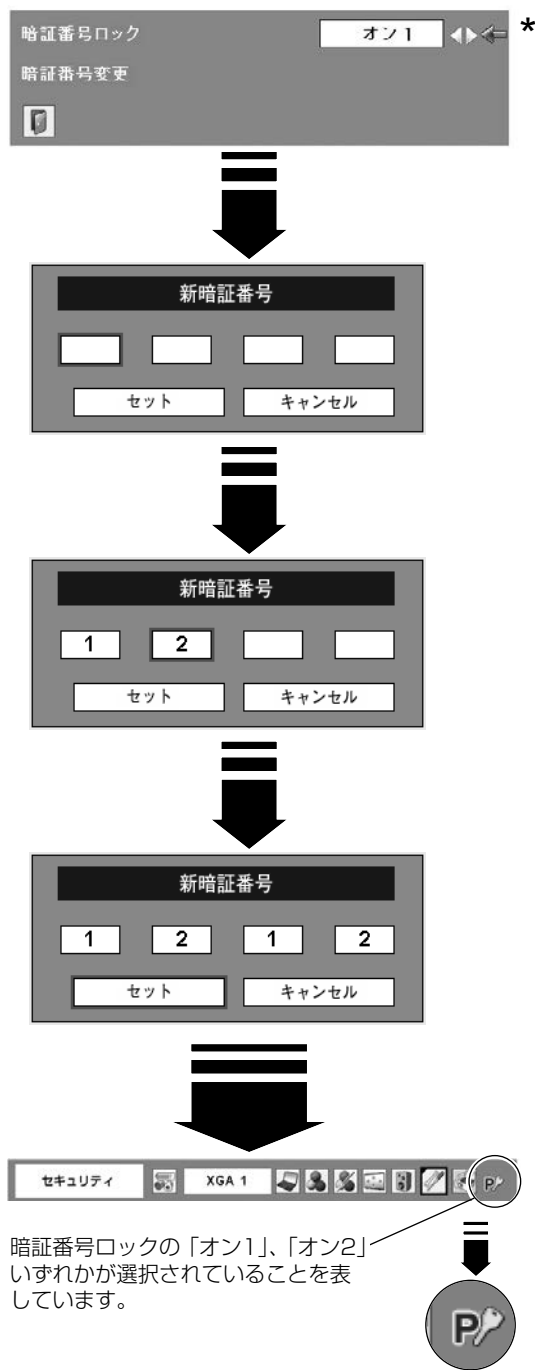 暗証番号ロック オン1 *
暗証番号変更
新暗証番号
セット キャンセル
新暗証番号
1 2
セット キャンセル
新暗証番号
1 2 1 2
セット キャンセル
セキュリティ XGA 1 P
暗証番号ロックの「オン1」、「オン2」
いずれかが選択されていることを表
しています。
P